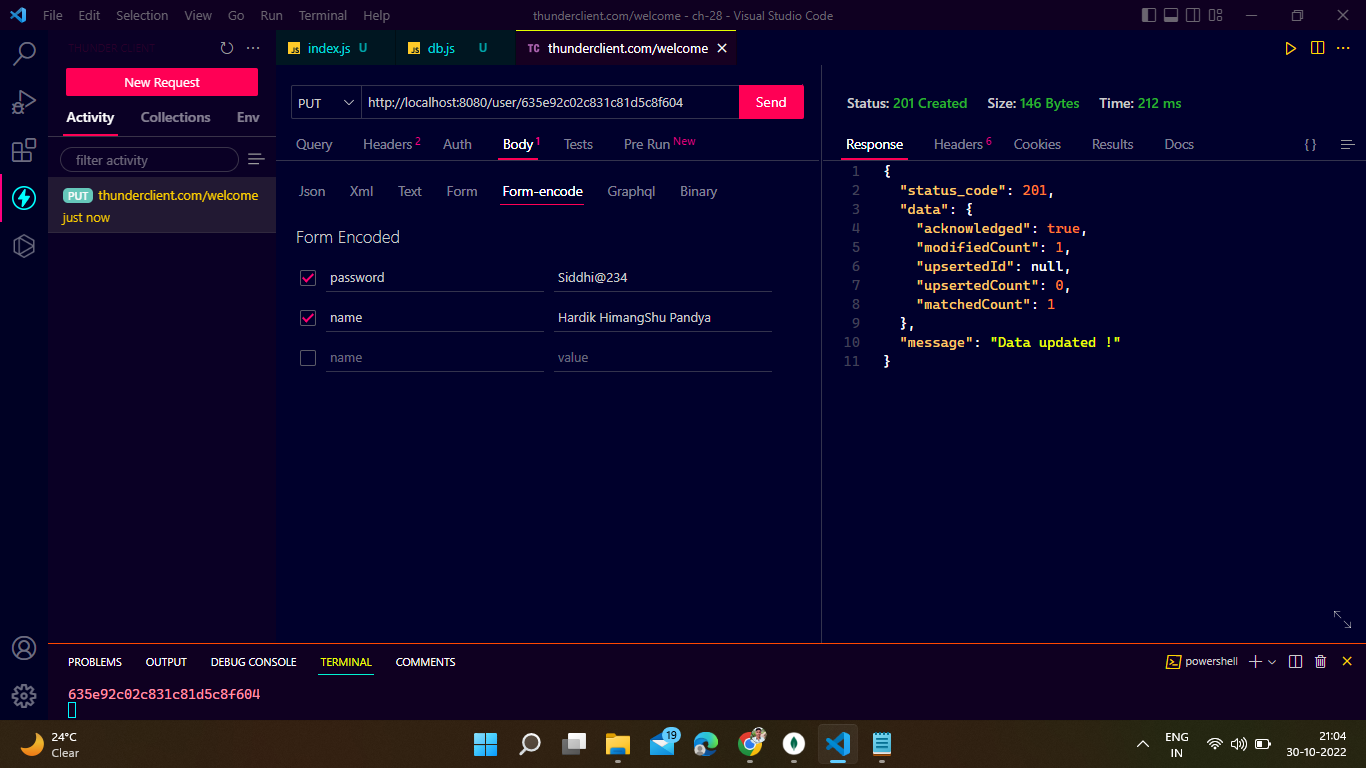 File Edit Selection View Go Run Terminal Help
thunderclient.com/welcome - ch-28 - Visual Studio Code
THUNDER CLIENT
New Request
Activity Collections Env
filter activity
PUT thunderclient.com/welcome
just now
JS index.js U
JS db.js U
TC thunderclient.com/welcome
PUT http://localhost:8080/user/635e92c02c831c81d5c8f604 Send
Query Headers 2 Auth Body 1 Tests Pre Run New
Json Xml Text Form Form-encode Graphql Binary
Form Encoded
password Siddhi@234
name Hardik HimangShu Pandya
name value
Status: 201 Created Size: 146 Bytes Time: 212 ms
Response Headers 6 Cookies Results Docs { }
1 {
2 "status_code": 201,
3 "data": {
4 "acknowledged": true,
5 "modifiedCount": 1,
6 "upsertedId": null,
7 "upsertedCount": 0,
8 "matchedCount": 1
9 },
10 "message": "Data updated !"
11 }
PROBLEMS OUTPUT DEBUG CONSOLE TERMINAL COMMENTS
powershell
635e92c02c831c81d5c8f604
24°C
Clear
19
ENG
IN
21:04
30-10-2022